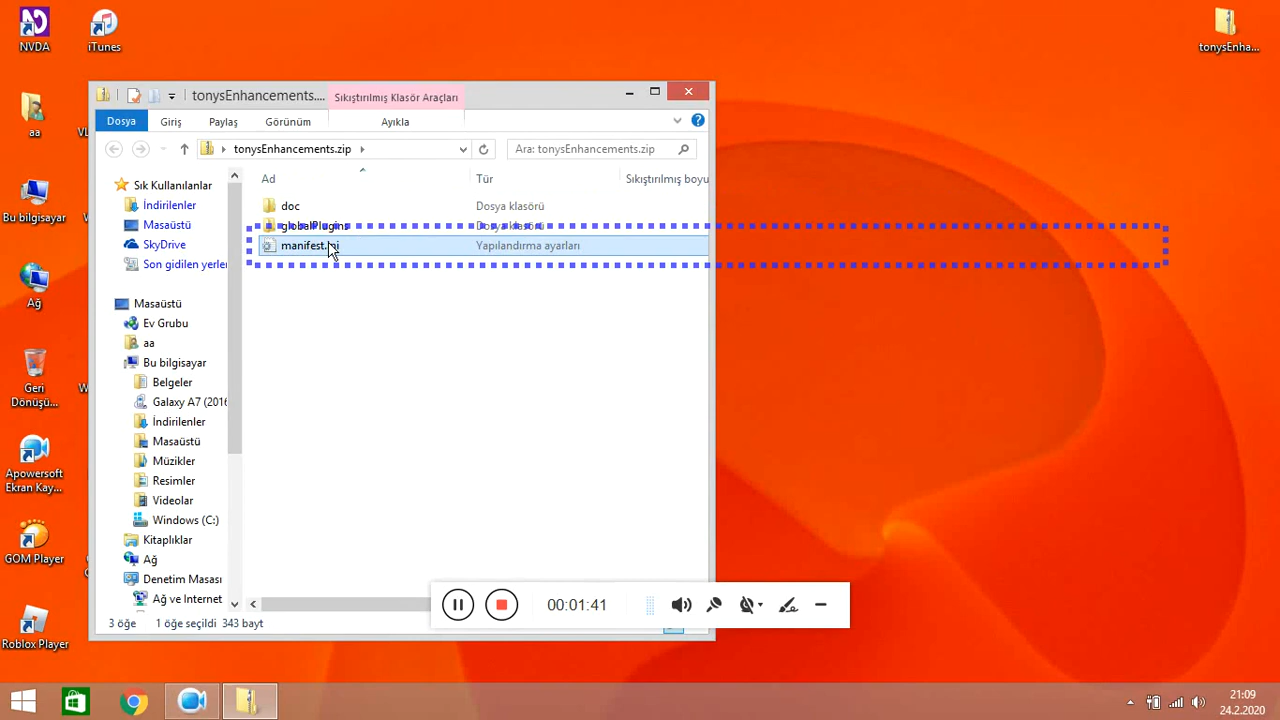 NVDA
iTunes
tonysEnha...
tonysEnhancements....
Sıkıştırılmış Klasör Araçları
Dosya
Giriş
Paylaş
Görünüm
Ayıkla
tonysEnhancements.zip
Ara: tonysEnhancements.zip
Ad
Tür
Sıkıştırılmış boyu
doc
Dosya klasörü
globalPlugins
Dosya klasörü
manifest.ini
Yapılandırma ayarları
Sık Kullanılanlar
İndirilenler
Masaüstü
SkyDrive
Son gidilen yerler
Masaüstü
Ev Grubu
aa
Bu bilgisayar
Belgeler
Galaxy A7 (2016
İndirilenler
Masaüstü
Müzikler
Resimler
Videolar
Windows (C:)
Kitaplıklar
Ağ
Denetim Masası
Ağ ve Internet
3 öğe
1 öğe seçildi
343 bayt
aa
VL
Bu bilgisayar
Ağ
Geri
Dönüşü...
Apowersoft
Ekran Kay...
GOM Player
Roblox Player
00:01:41
21:09
24.2.2020